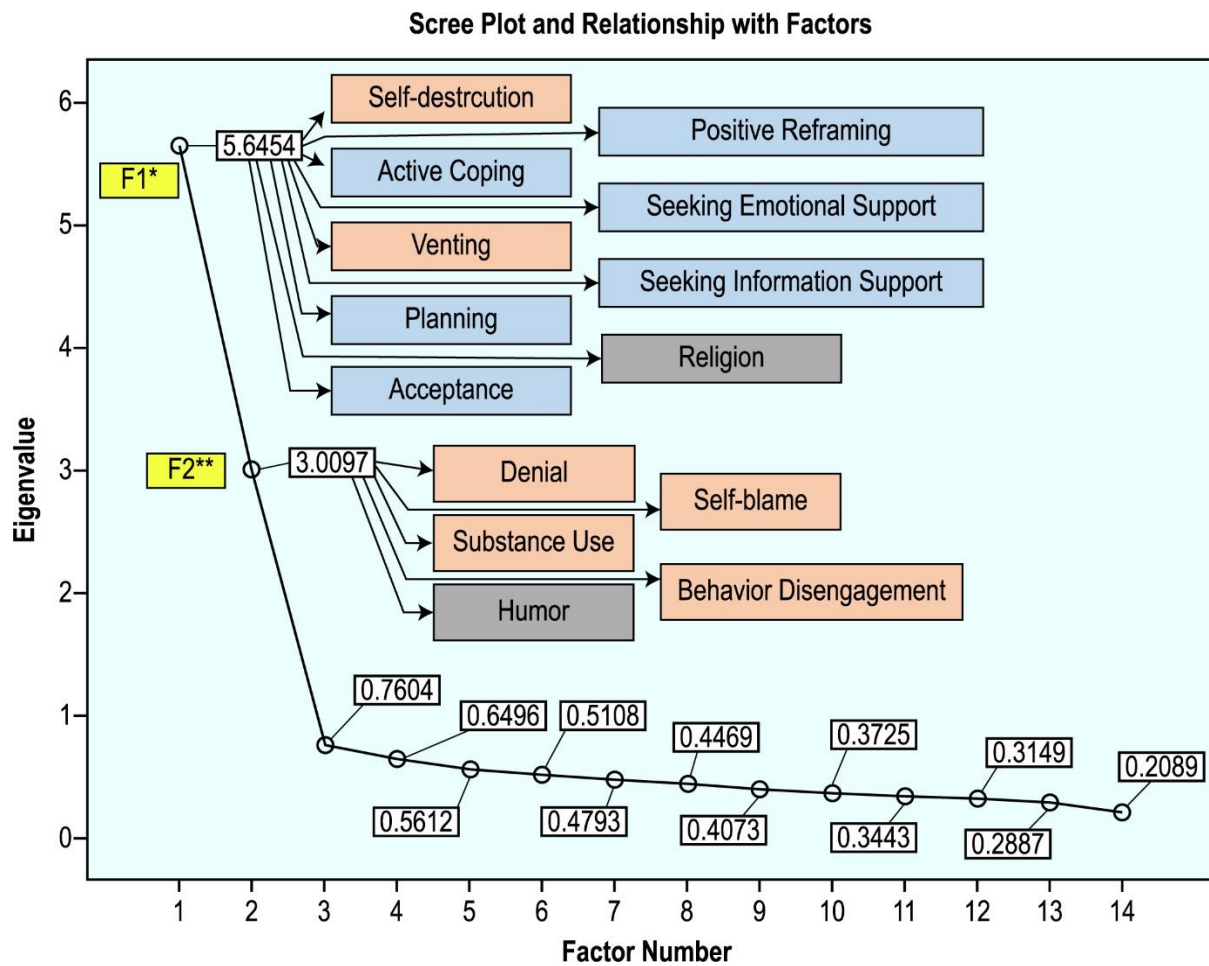 Scree Plot and Relationship with Factors
Eigenvalue
6
5
4
3
2
1
0
F1*
5.6454
Self-destrcution
Positive Reframing
Active Coping
Seeking Emotional Support
Venting
Seeking Information Support
Planning
Religion
Acceptance
F2**
3.0097
Denial
Self-blame
Substance Use
Behavior Disengagement
Humor
0.7604
0.6496
0.5612
0.5108
0.4793
0.4469
0.4073
0.3725
0.3443
0.3149
0.2887
0.2089
1 2 3 4 5 6 7 8 9 10 11 12 13 14
Factor Number